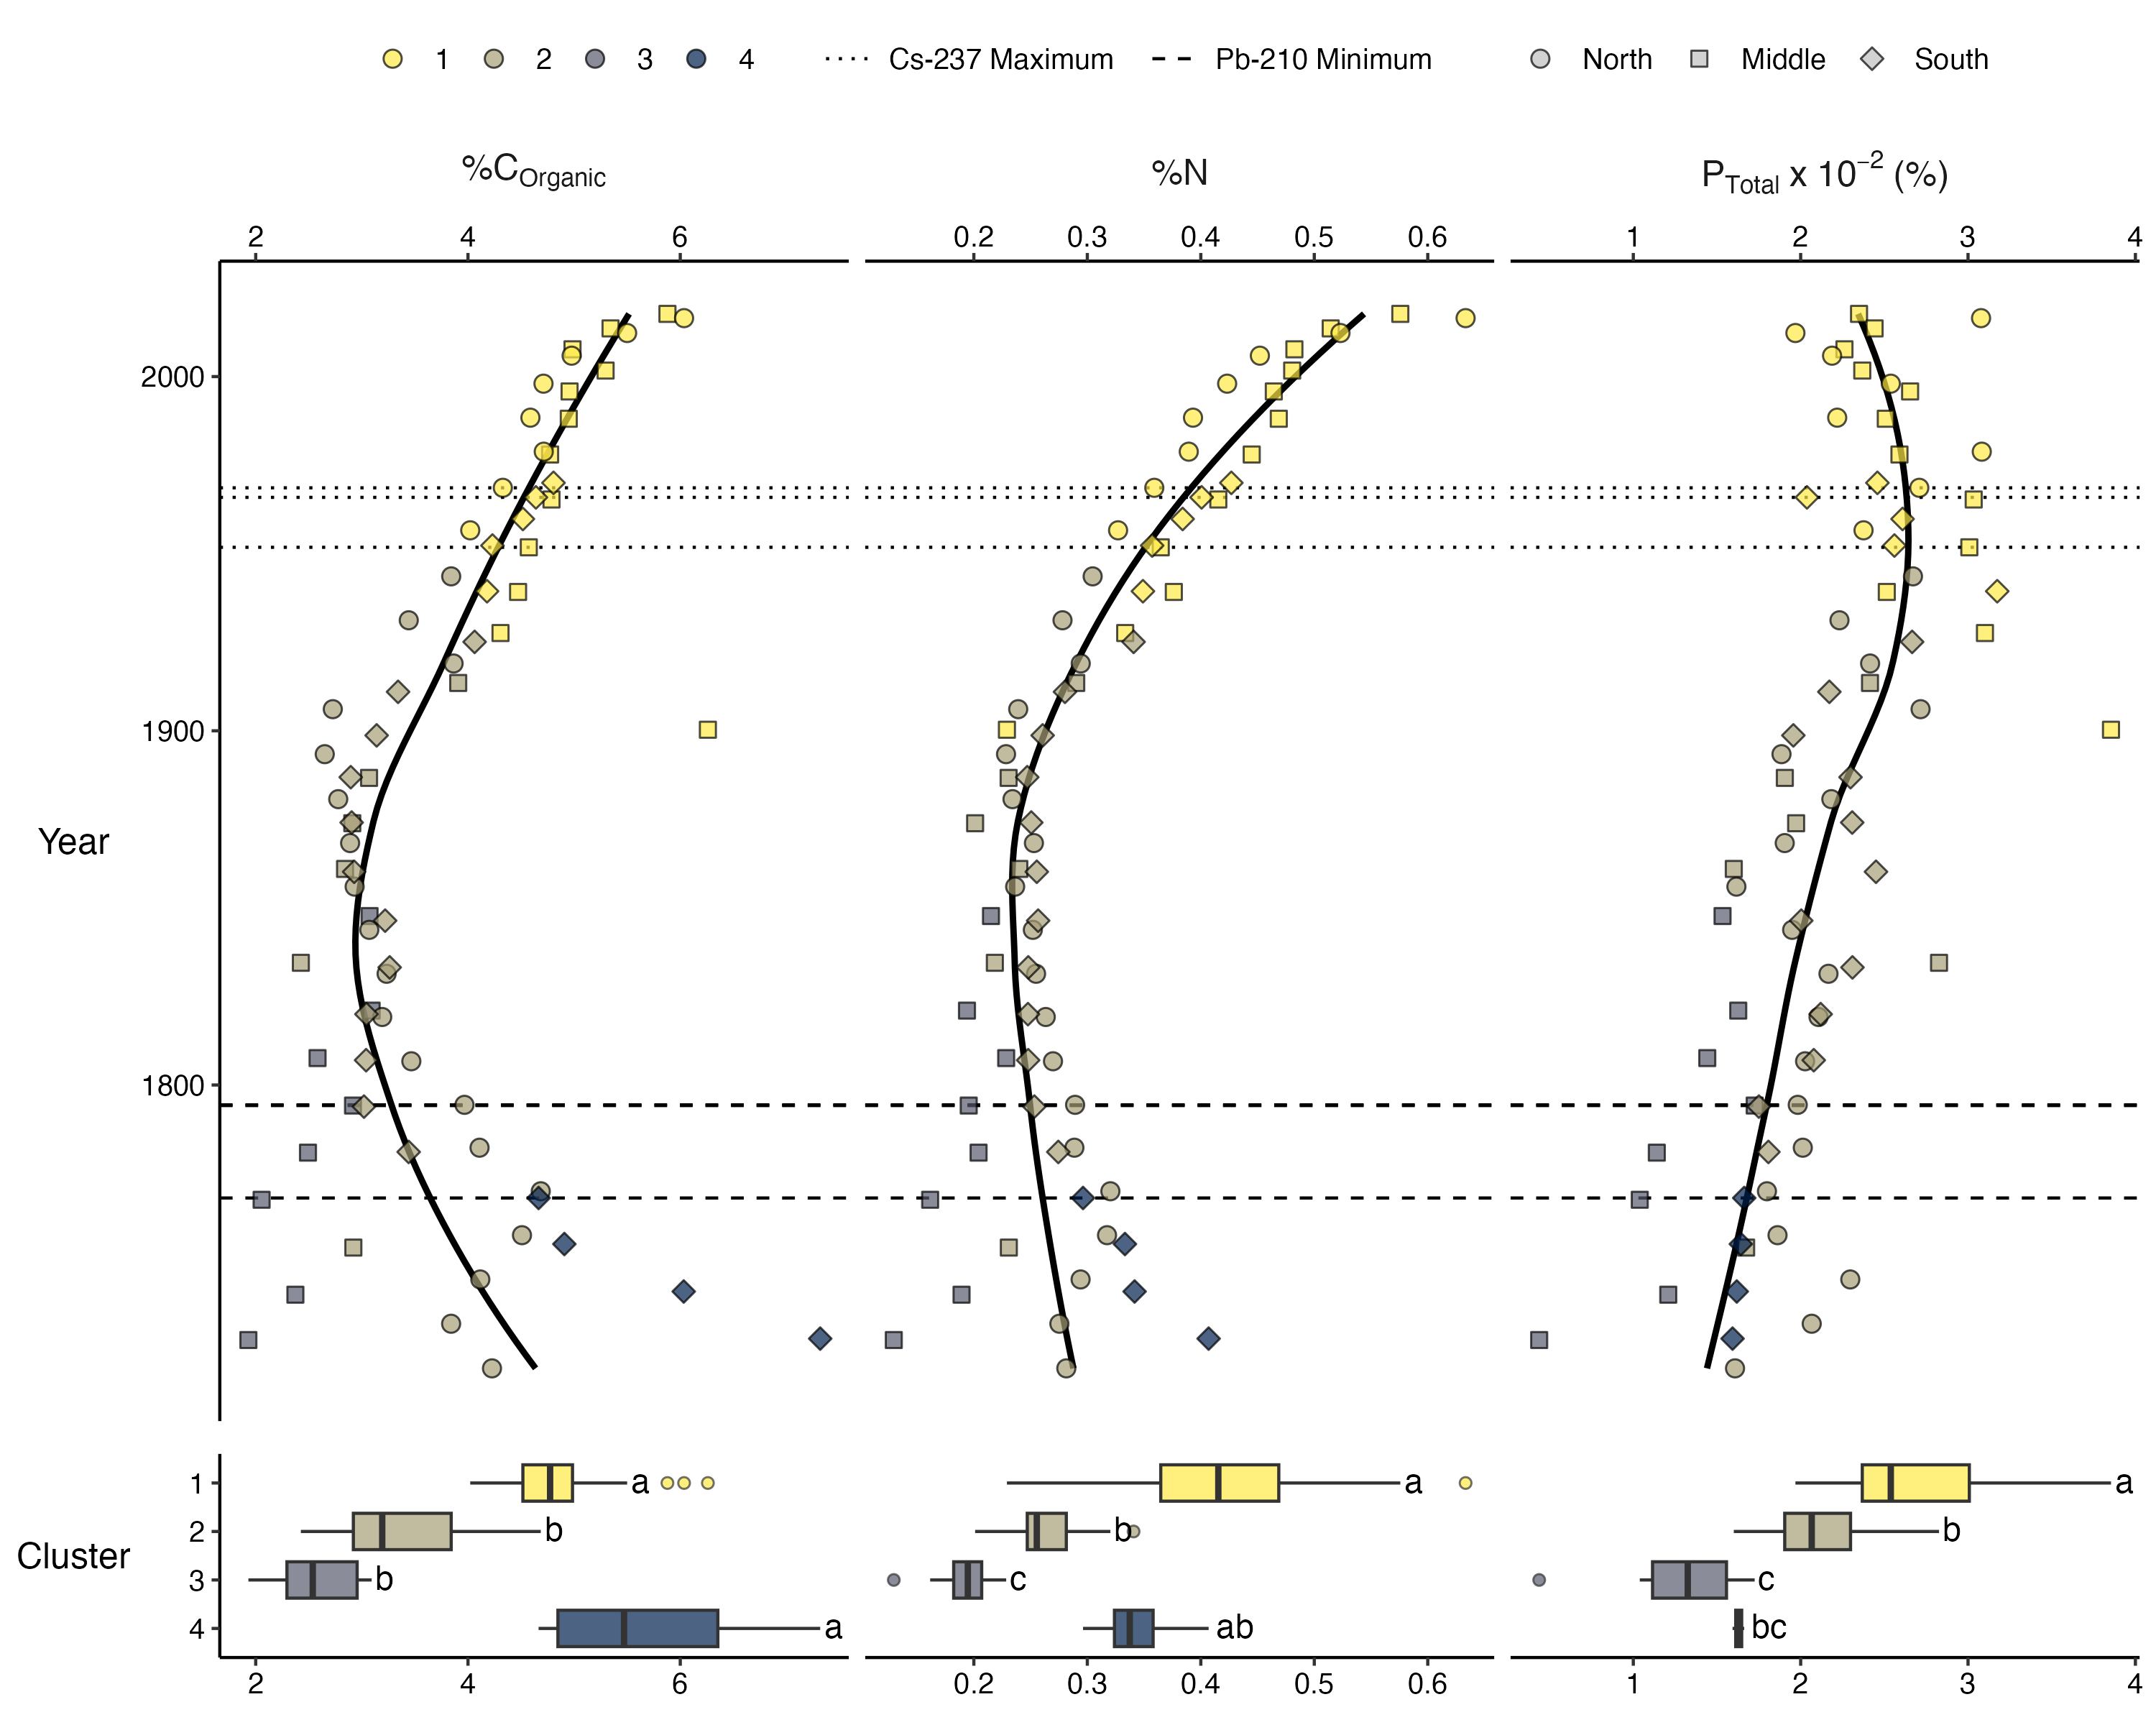 1 2 3 4 Cs-237 Maximum Pb-210 Minimum North Middle South
%COrganic %N PTotal x 10−2 (%)
2 4 6 0.2 0.3 0.4 0.5 0.6 1 2 3 4
2000
1900
Year
1800
1 a a a
2 b b b
Cluster
3 b c c
4 a ab bc
2 4 6 0.2 0.3 0.4 0.5 0.6 1 2 3 4